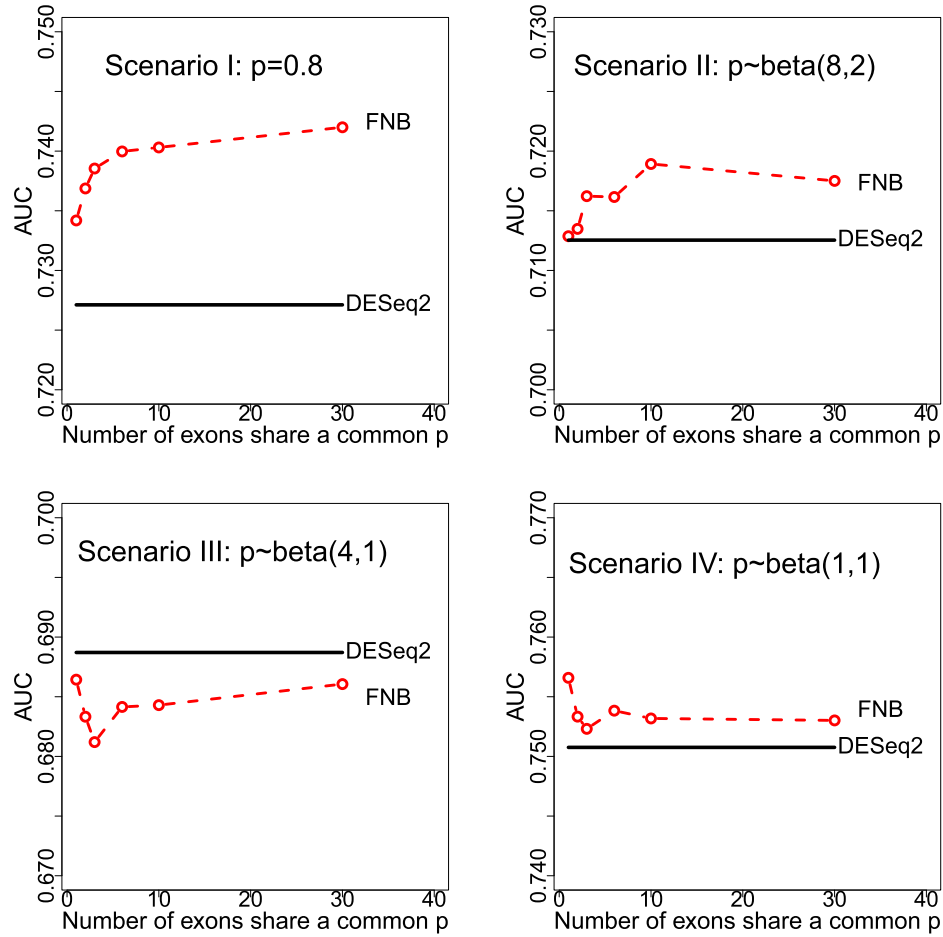 Scenario I: p=0.8
FNB
DESeq2
AUC
0.720 0.730 0.740 0.750
0 10 20 30 40
Number of exons share a common p
Scenario II: p~beta(8,2)
FNB
DESeq2
AUC
0.700 0.710 0.720 0.730
0 10 20 30 40
Number of exons share a common p
Scenario III: p~beta(4,1)
DESeq2
FNB
AUC
0.670 0.680 0.690 0.700
0 10 20 30 40
Number of exons share a common p
Scenario IV: p~beta(1,1)
FNB
DESeq2
AUC
0.740 0.750 0.760 0.770
0 10 20 30 40
Number of exons share a common p